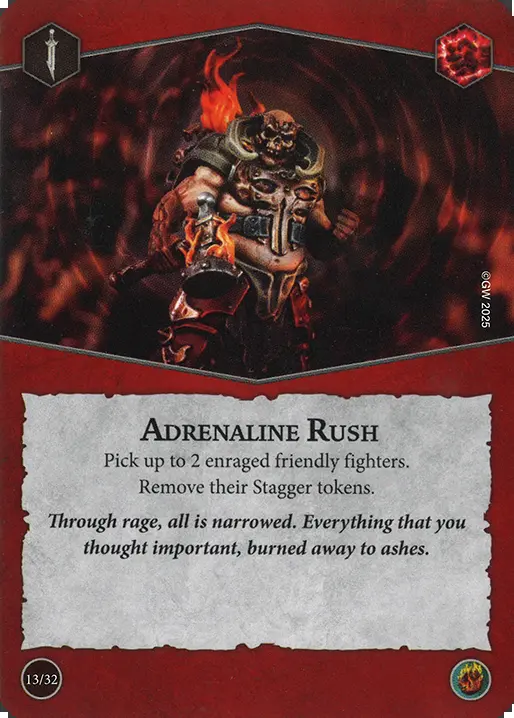 ©GW 2025
ADRENALINE RUSH
Pick up to 2 enraged friendly fighters.
Remove their Stagger tokens.
Through rage, all is narrowed. Everything that you
thought important, burned away to ashes.
13/32